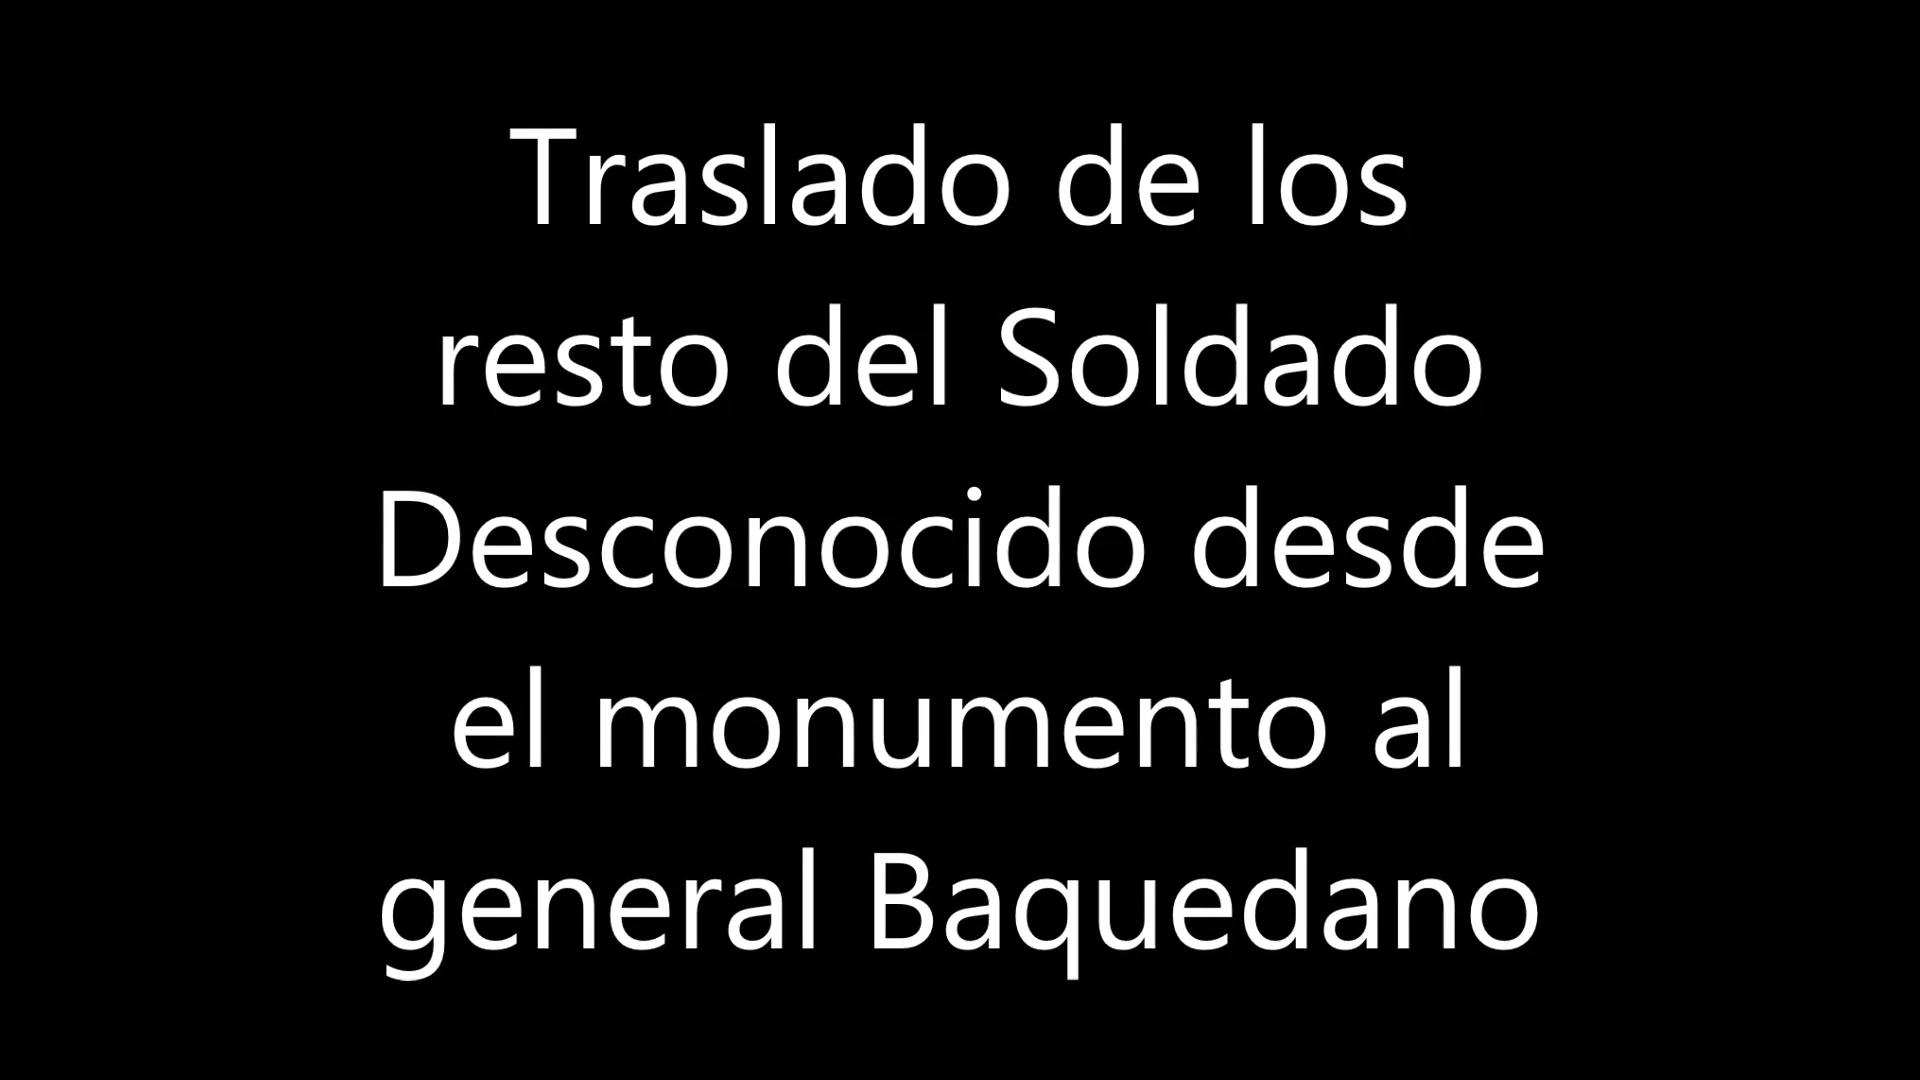 Traslado de los
resto del Soldado
Desconocido desde
el monumento al
general Baquedano